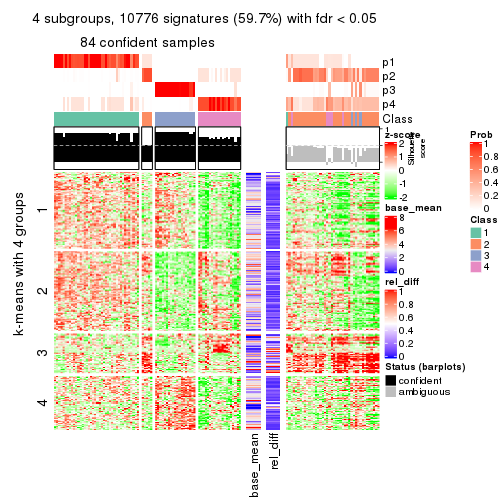 4 subgroups, 10776 signatures (59.7%) with fdr < 0.05
84 confident samples
p1
p2
p3
p4
Class
1
Silhouette
score
k-means with 4 groups
1
2
3
4
base_mean
rel_diff
z-score
2
1
0
-1
-2
base_mean
8
6
4
2
0
rel_diff
1
0.8
0.6
0.4
0.2
0
Status (barplots)
confident
ambiguous
Prob
1
0.8
0.6
0.4
0.2
0
Class
1
2
3
4